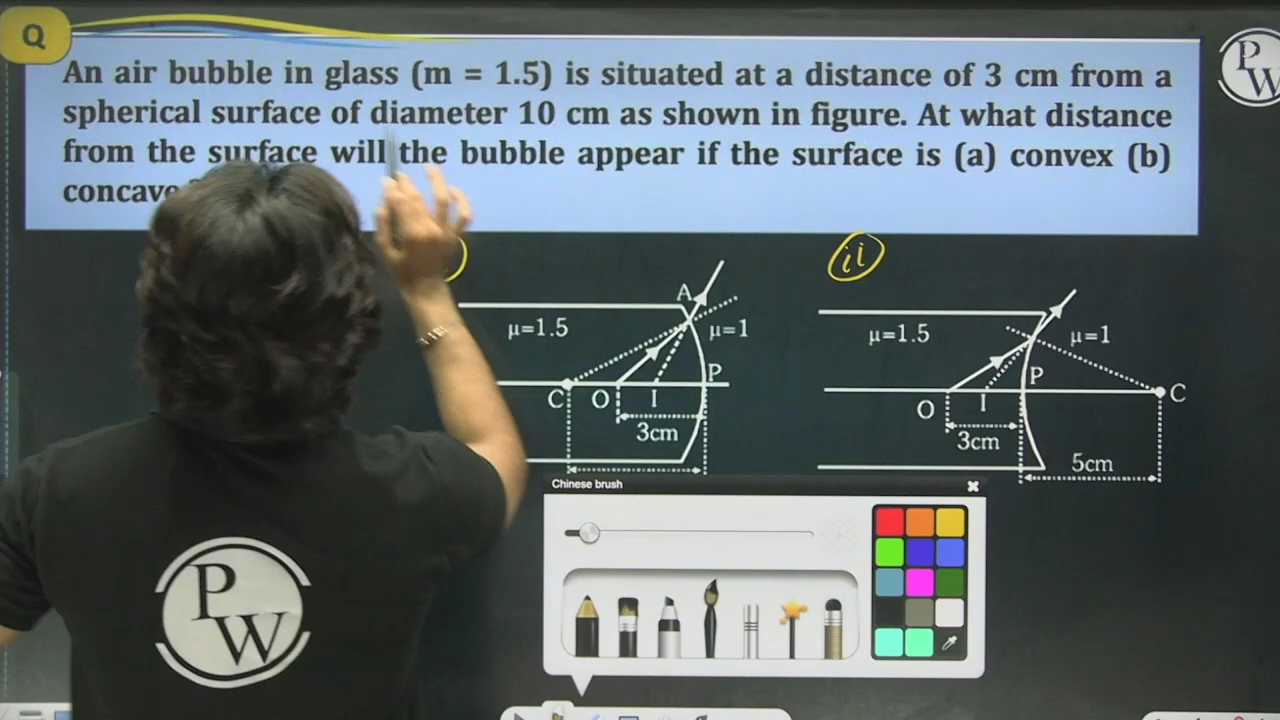 Q
An air bubble in glass (m = 1.5) is situated at a distance of 3 cm from a
spherical surface of diameter 10 cm as shown in figure. At what distance
from the surface will the bubble appear if the surface is (a) convex (b)
concave
P
W
ii
A
μ=1.5
μ=1
P
C
O
I
3cm
μ=1.5
μ=1
P
C
O
I
3cm
5cm
Chinese brush
P
W